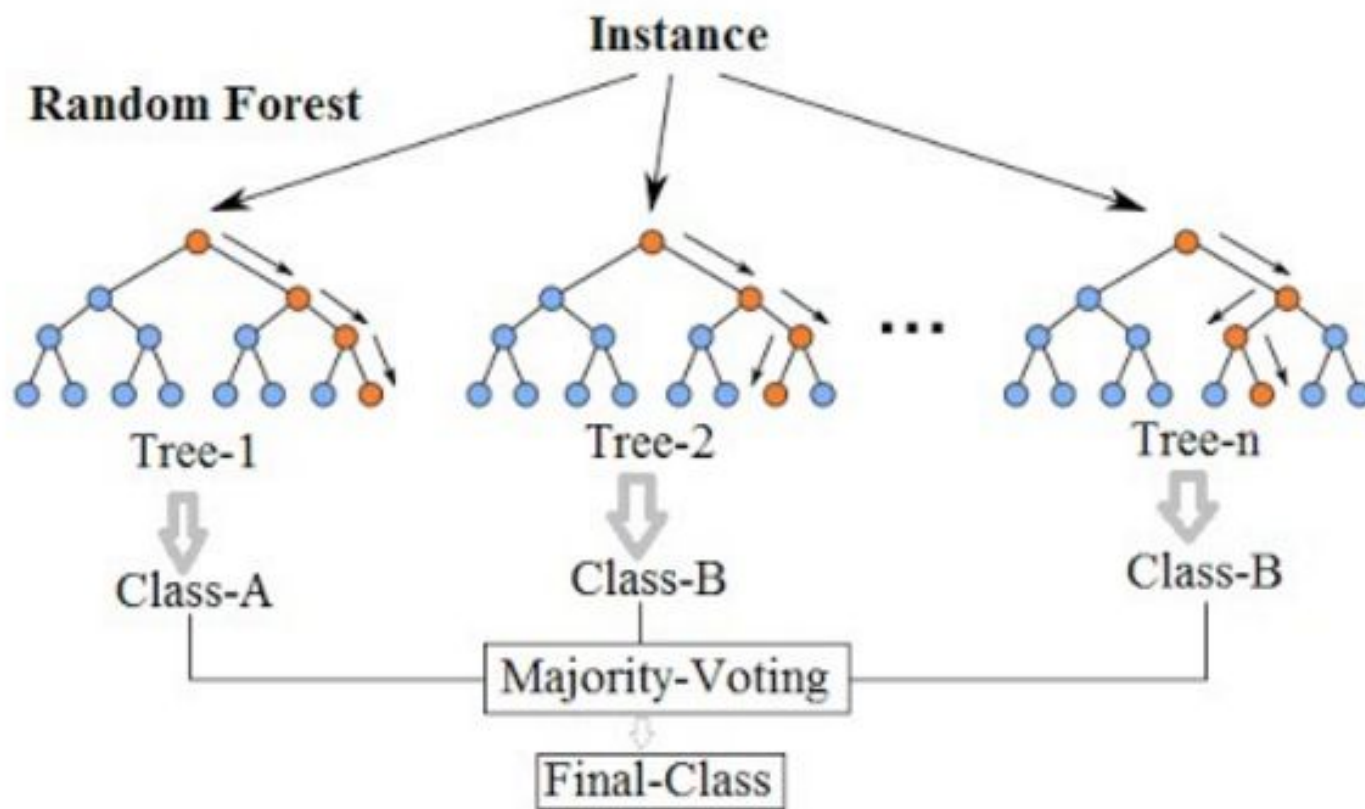 Instance
Random Forest
...
Tree-1
Tree-2
Tree-n
Class-A
Class-B
Class-B
Majority-Voting
Final-Class